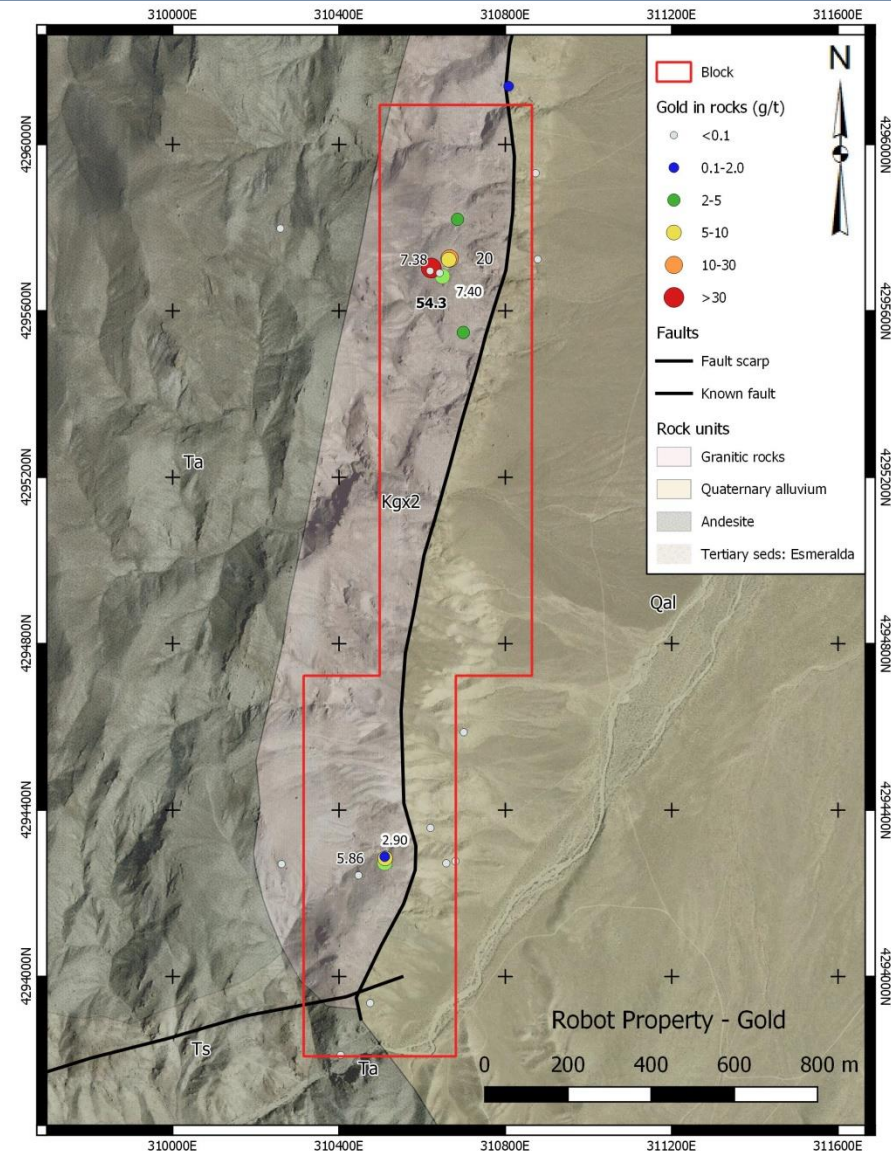 310000E 310400E 310800E 311200E 311600E
4296000N
4295600N
4295200N
4294800N
4294400N
4294000N
4296000N
4295600N
4295200N
4294800N
4294400N
4294000N
N
Block
Gold in rocks (g/t)
<0.1
0.1-2.0
2-5
5-10
10-30
>30
Faults
Fault scarp
Known fault
Rock units
Granitic rocks
Quaternary alluvium
Andesite
Tertiary seds: Esmeralda
7.38
20
7.40
54.3
Ta
Kgx2
Qal
2.90
5.86
Ts
Ta
Robot Property - Gold
0 200 400 600 800 m
310000E 310400E 310800E 311200E 311600E